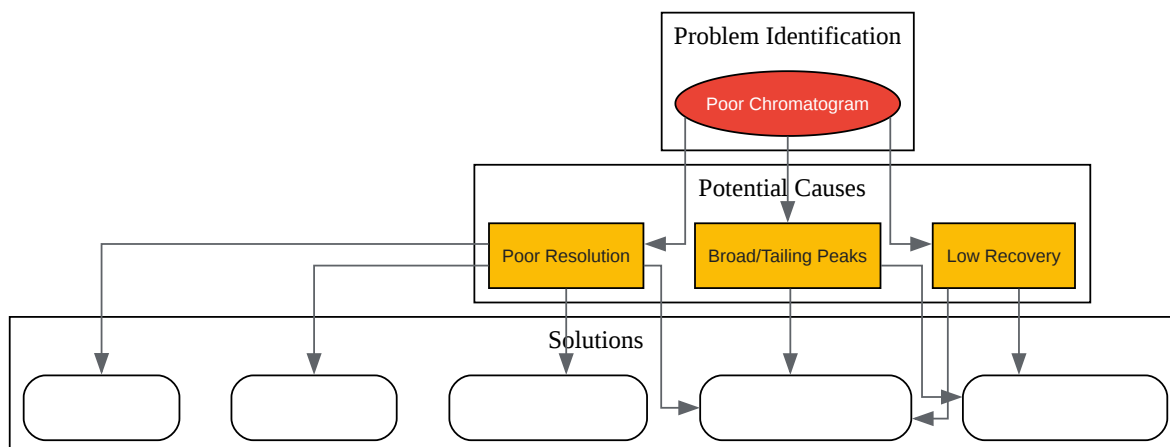 Problem Identification
Poor Chromatogram
Potential Causes
Poor Resolution
Broad/Tailing Peaks
Low Recovery
Solutions